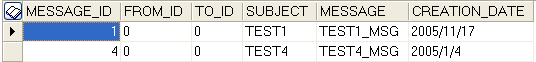 MESSAGE_ID FROM_ID TO_ID SUBJECT MESSAGE CREATION_DATE
1 0 0 TEST1 TEST1_MSG 2005/11/17
4 0 0 TEST4 TEST4_MSG 2005/1/4